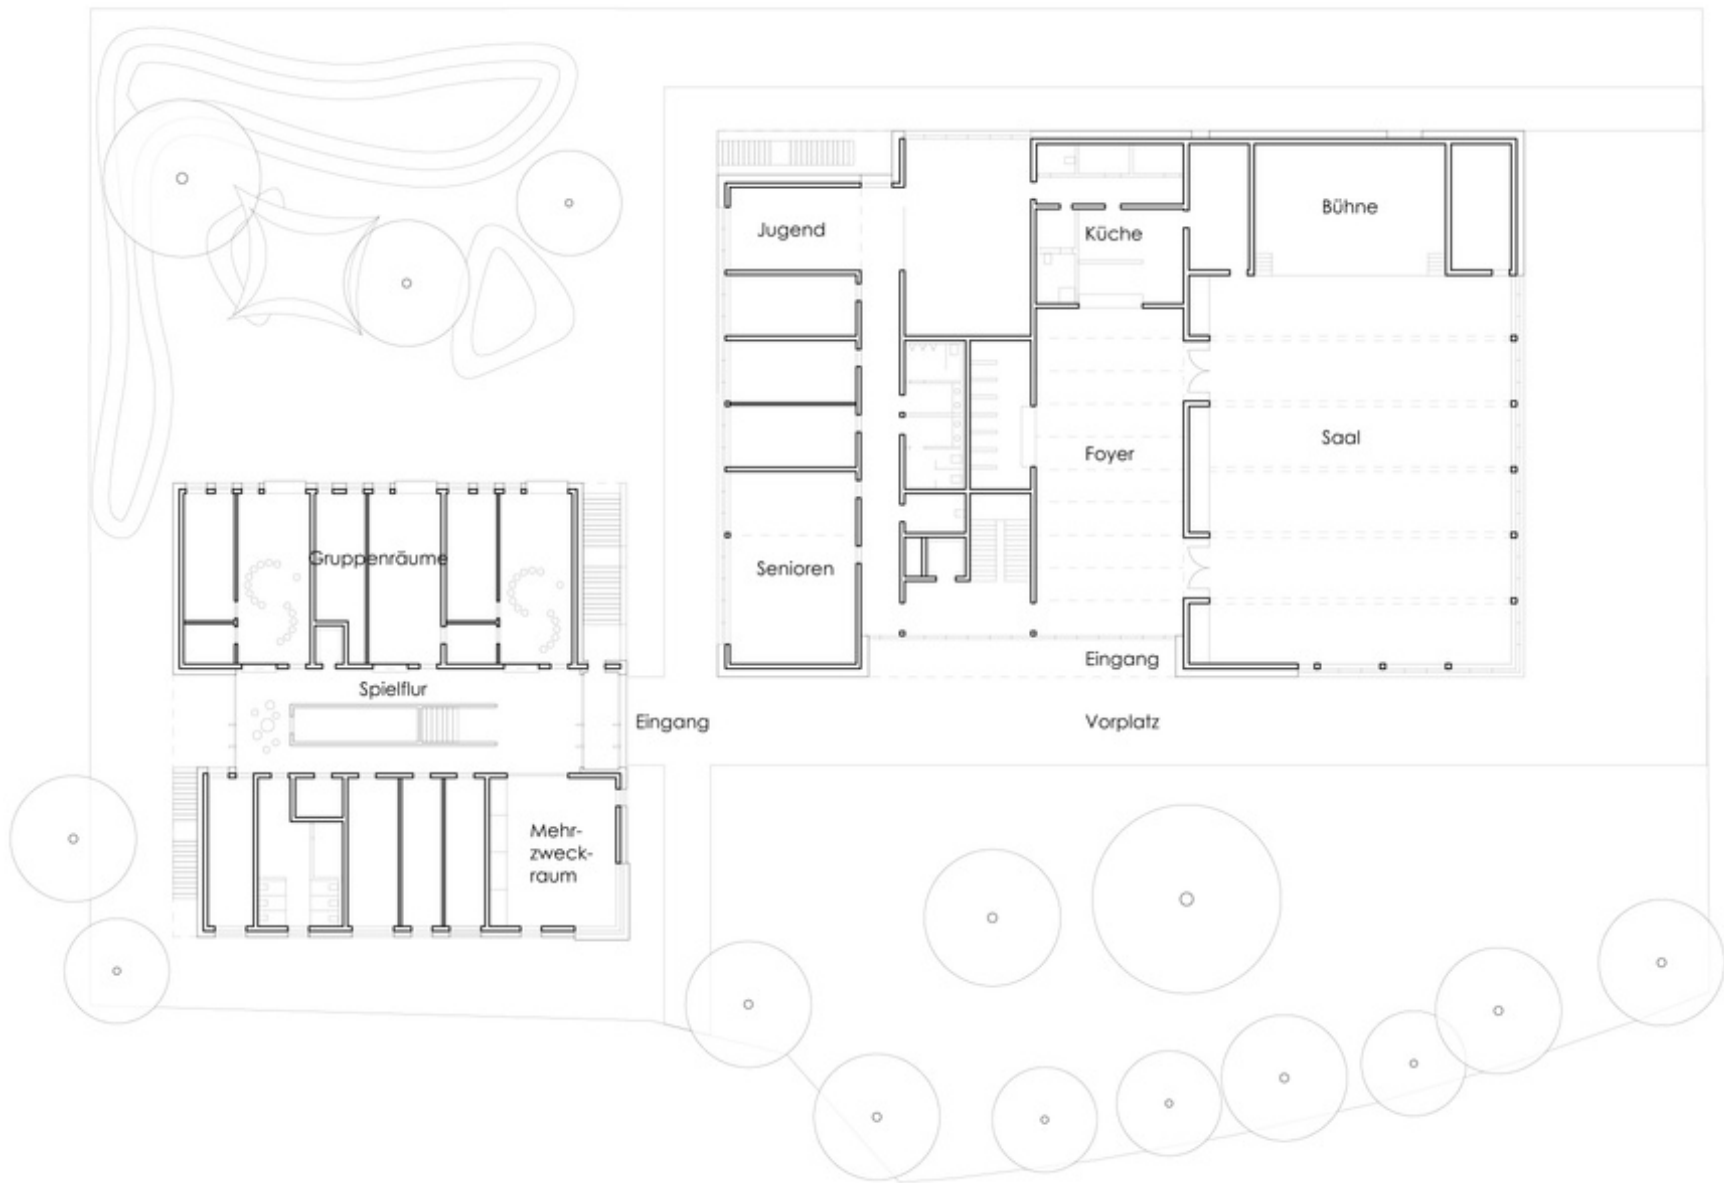 Bühne
Jugend
Küche
Saal
Foyer
Gruppenräume
Senioren
Eingang
Spielflur
Eingang
Vorplatz
Mehr-
zweck-
raum